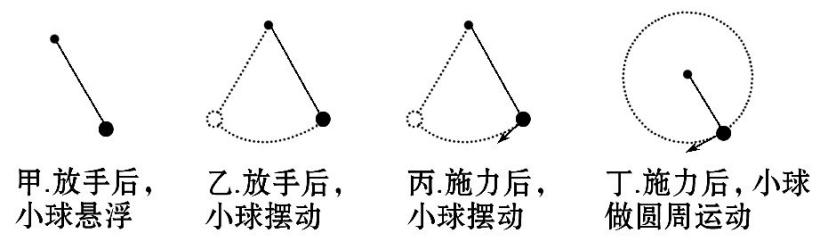 甲.放手后，
小球悬浮
乙.放手后，
小球摆动
丙.施力后，
小球摆动
丁.施力后，小球
做圆周运动